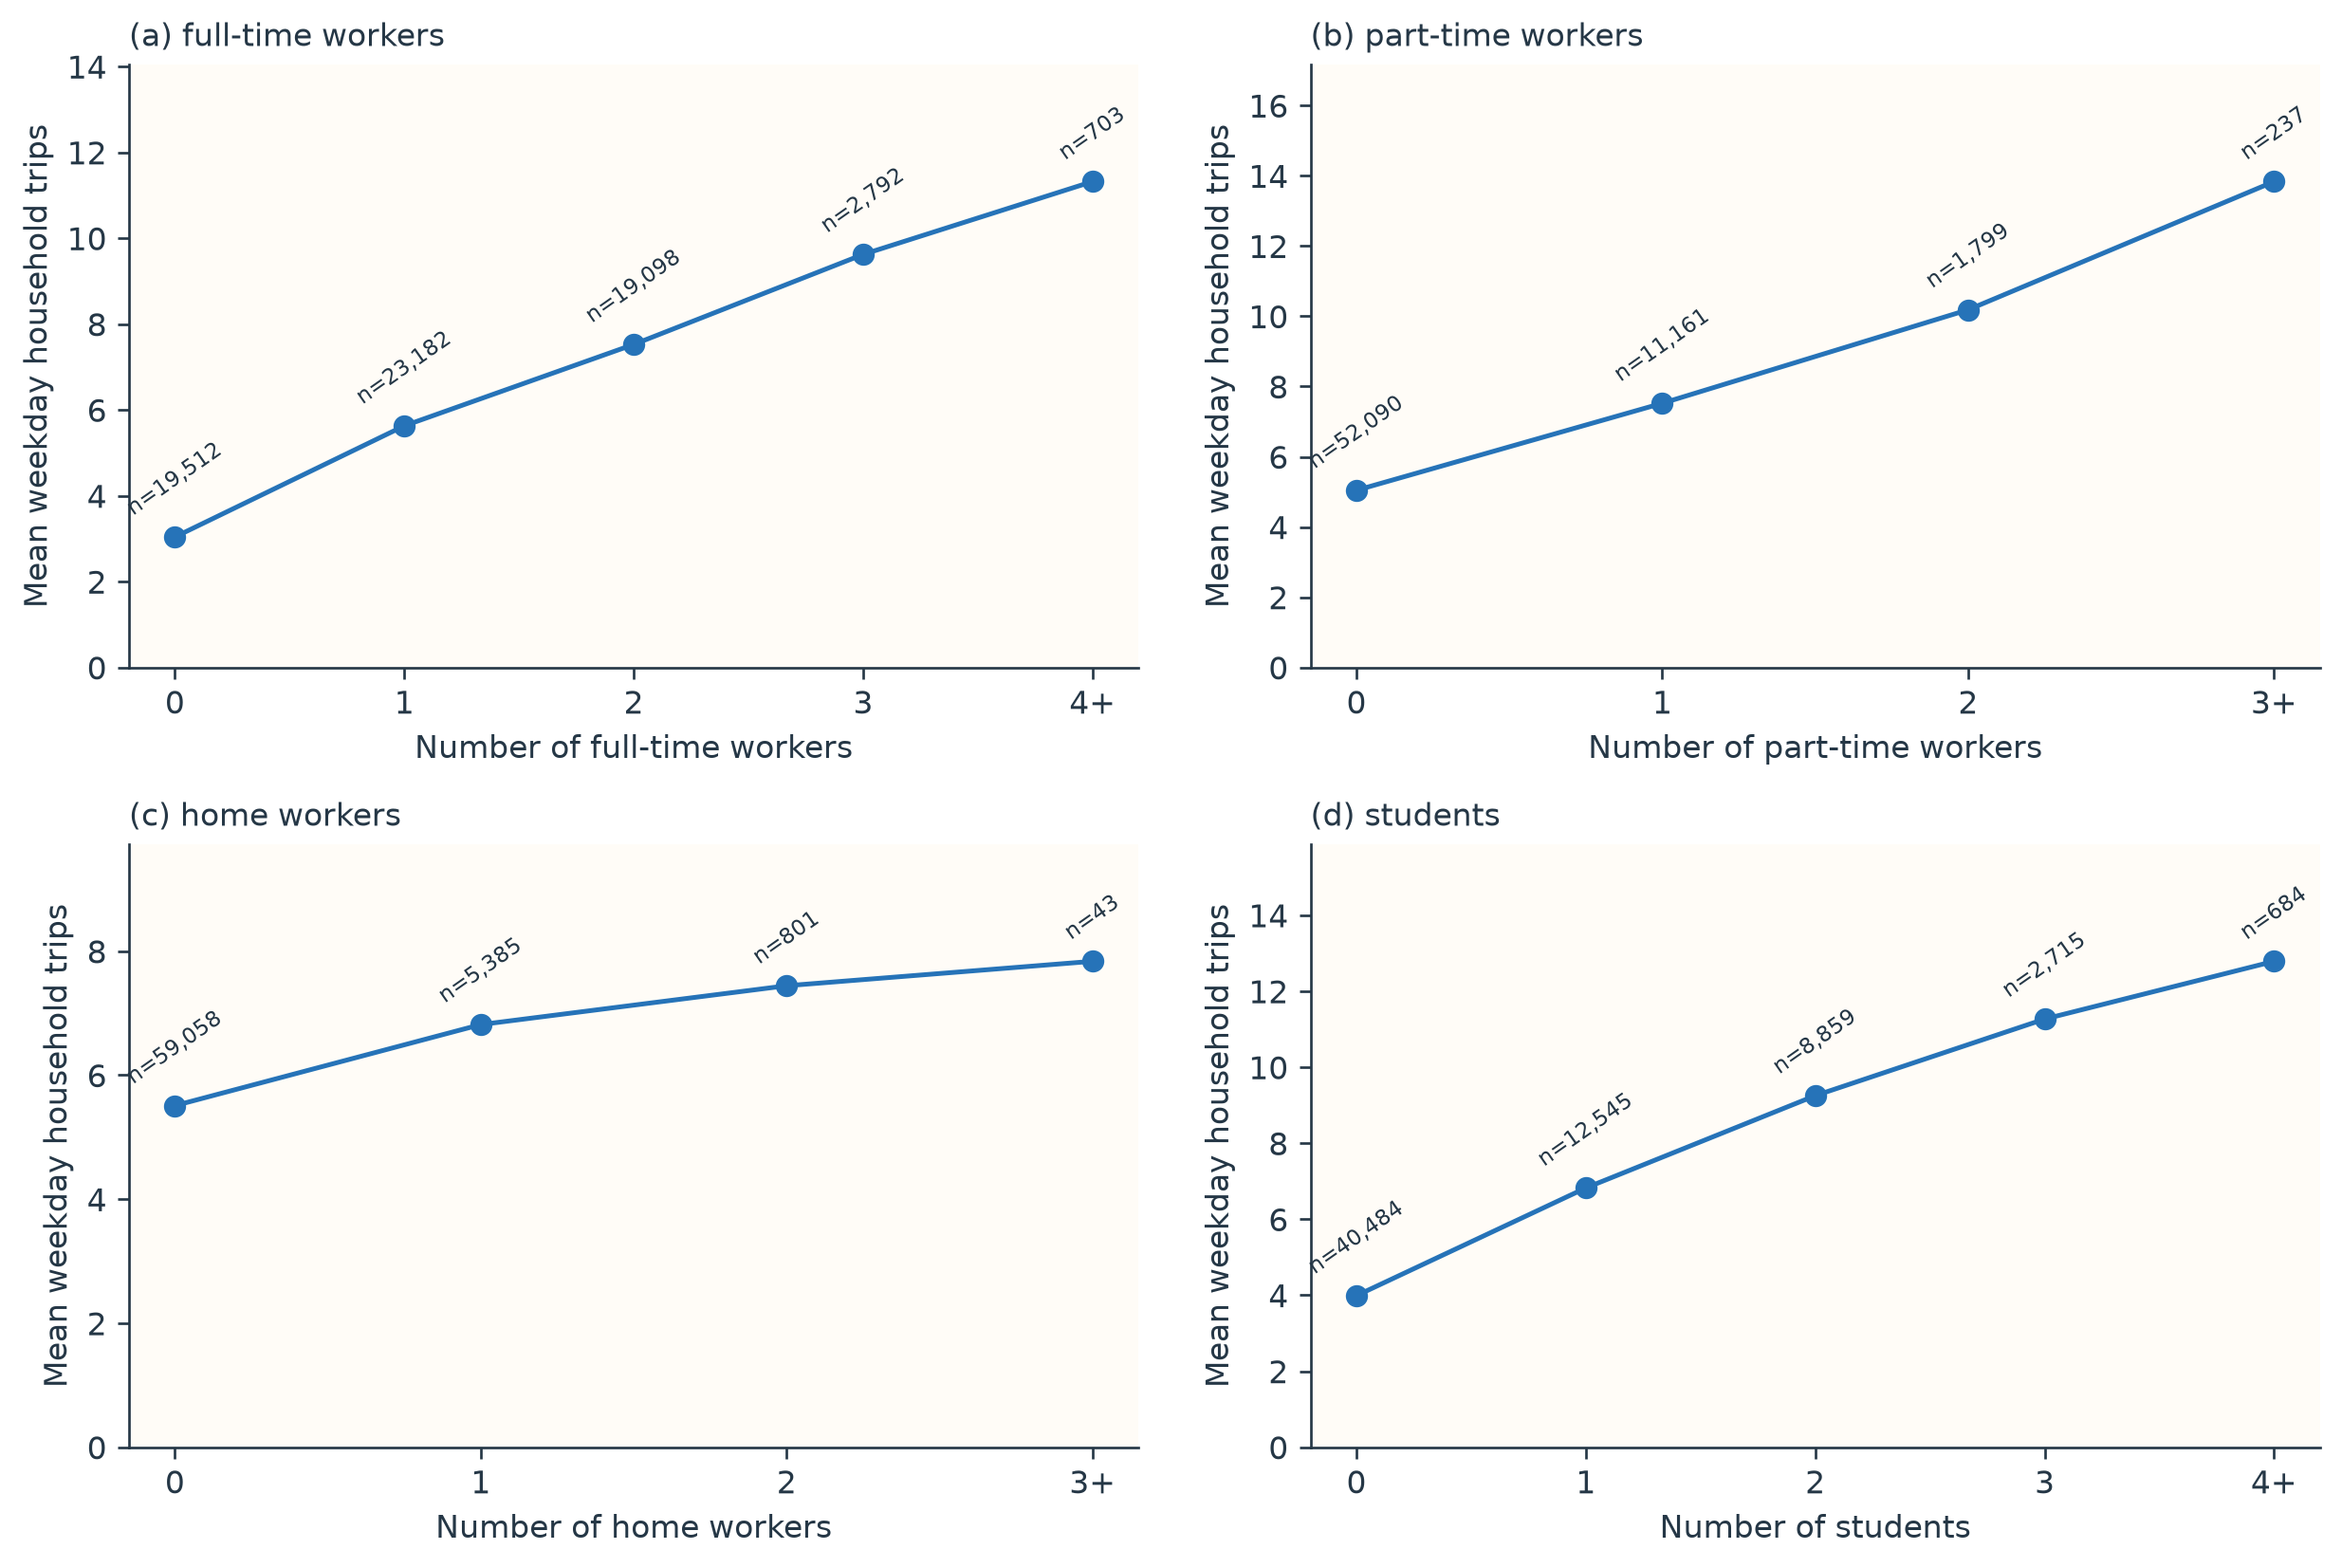 (a) full-time workers
Mean weekday household trips
14
12
10
8
6
4
2
0
n=19,512
n=23,182
n=19,098
n=2,792
n=703
0
1
2
3
4+
Number of full-time workers
(b) part-time workers
Mean weekday household trips
16
14
12
10
8
6
4
2
0
n=52,090
n=11,161
n=1,799
n=237
0
1
2
3+
Number of part-time workers
(c) home workers
Mean weekday household trips
8
6
4
2
0
n=59,058
n=5,385
n=801
n=43
0
1
2
3+
Number of home workers
(d) students
Mean weekday household trips
14
12
10
8
6
4
2
0
n=40,484
n=12,545
n=8,859
n=2,715
n=684
0
1
2
3
4+
Number of students